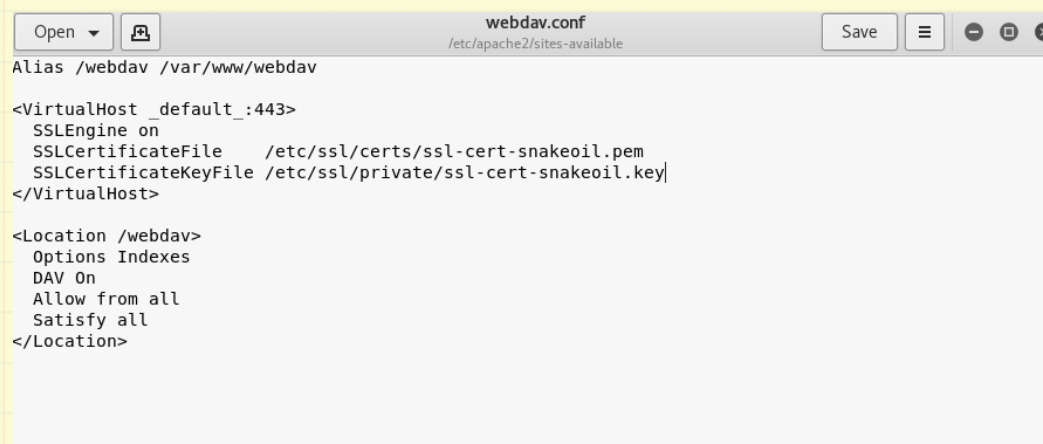 Open
webdav.conf
/etc/apache2/sites-available
Save
Alias /webdav /var/www/webdav
<VirtualHost _default_:443>
  SSLEngine on
  SSLCertificateFile    /etc/ssl/certs/ssl-cert-snakeoil.pem
  SSLCertificateKeyFile /etc/ssl/private/ssl-cert-snakeoil.key
</VirtualHost>
<Location /webdav>
  Options Indexes
  DAV On
  Allow from all
  Satisfy all
</Location>